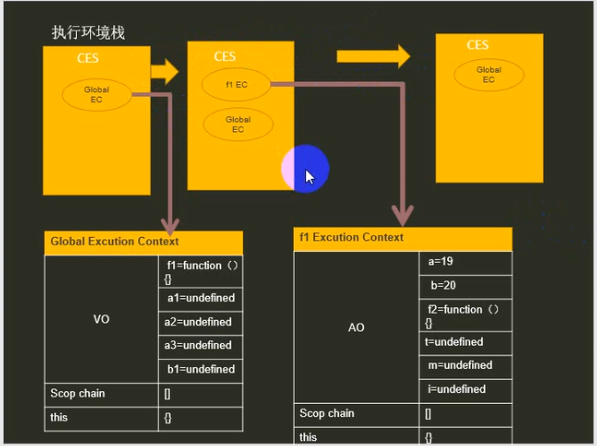 执行环境栈
CES
Global
EC
CES
f1 EC
Global
EC
CES
Global
EC
Global Excution Context
VO
f1=function（）
{}
a1=undefined
a2=undefined
a3=undefined
b1=undefined
Scop chain
[]
this
{}
f1 Excution Context
AO
a=19
b=20
f2=function（）
{}
t=undefined
m=undefined
i=undefined
Scop chain
[]
this
{}